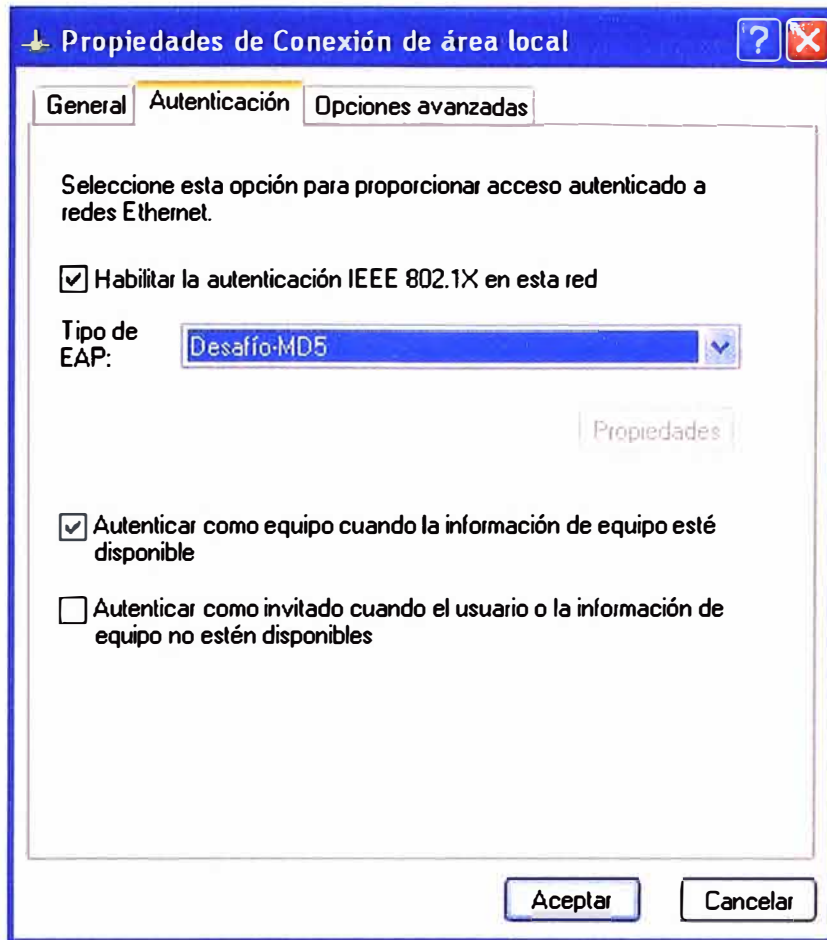 Propiedades de Conexión de área local
General
Autenticación
Opciones avanzadas
Seleccione esta opción para proporcionar acceso autenticado a
redes Ethernet.
Habilitar la autenticación IEEE 802.1X en esta red
Tipo de
EAP:
Desafío-MD5
Propiedades
Autenticar como equipo cuando la información de equipo esté
disponible
Autenticar como invitado cuando el usuario o la información de
equipo no estén disponibles
Aceptar
Cancelar